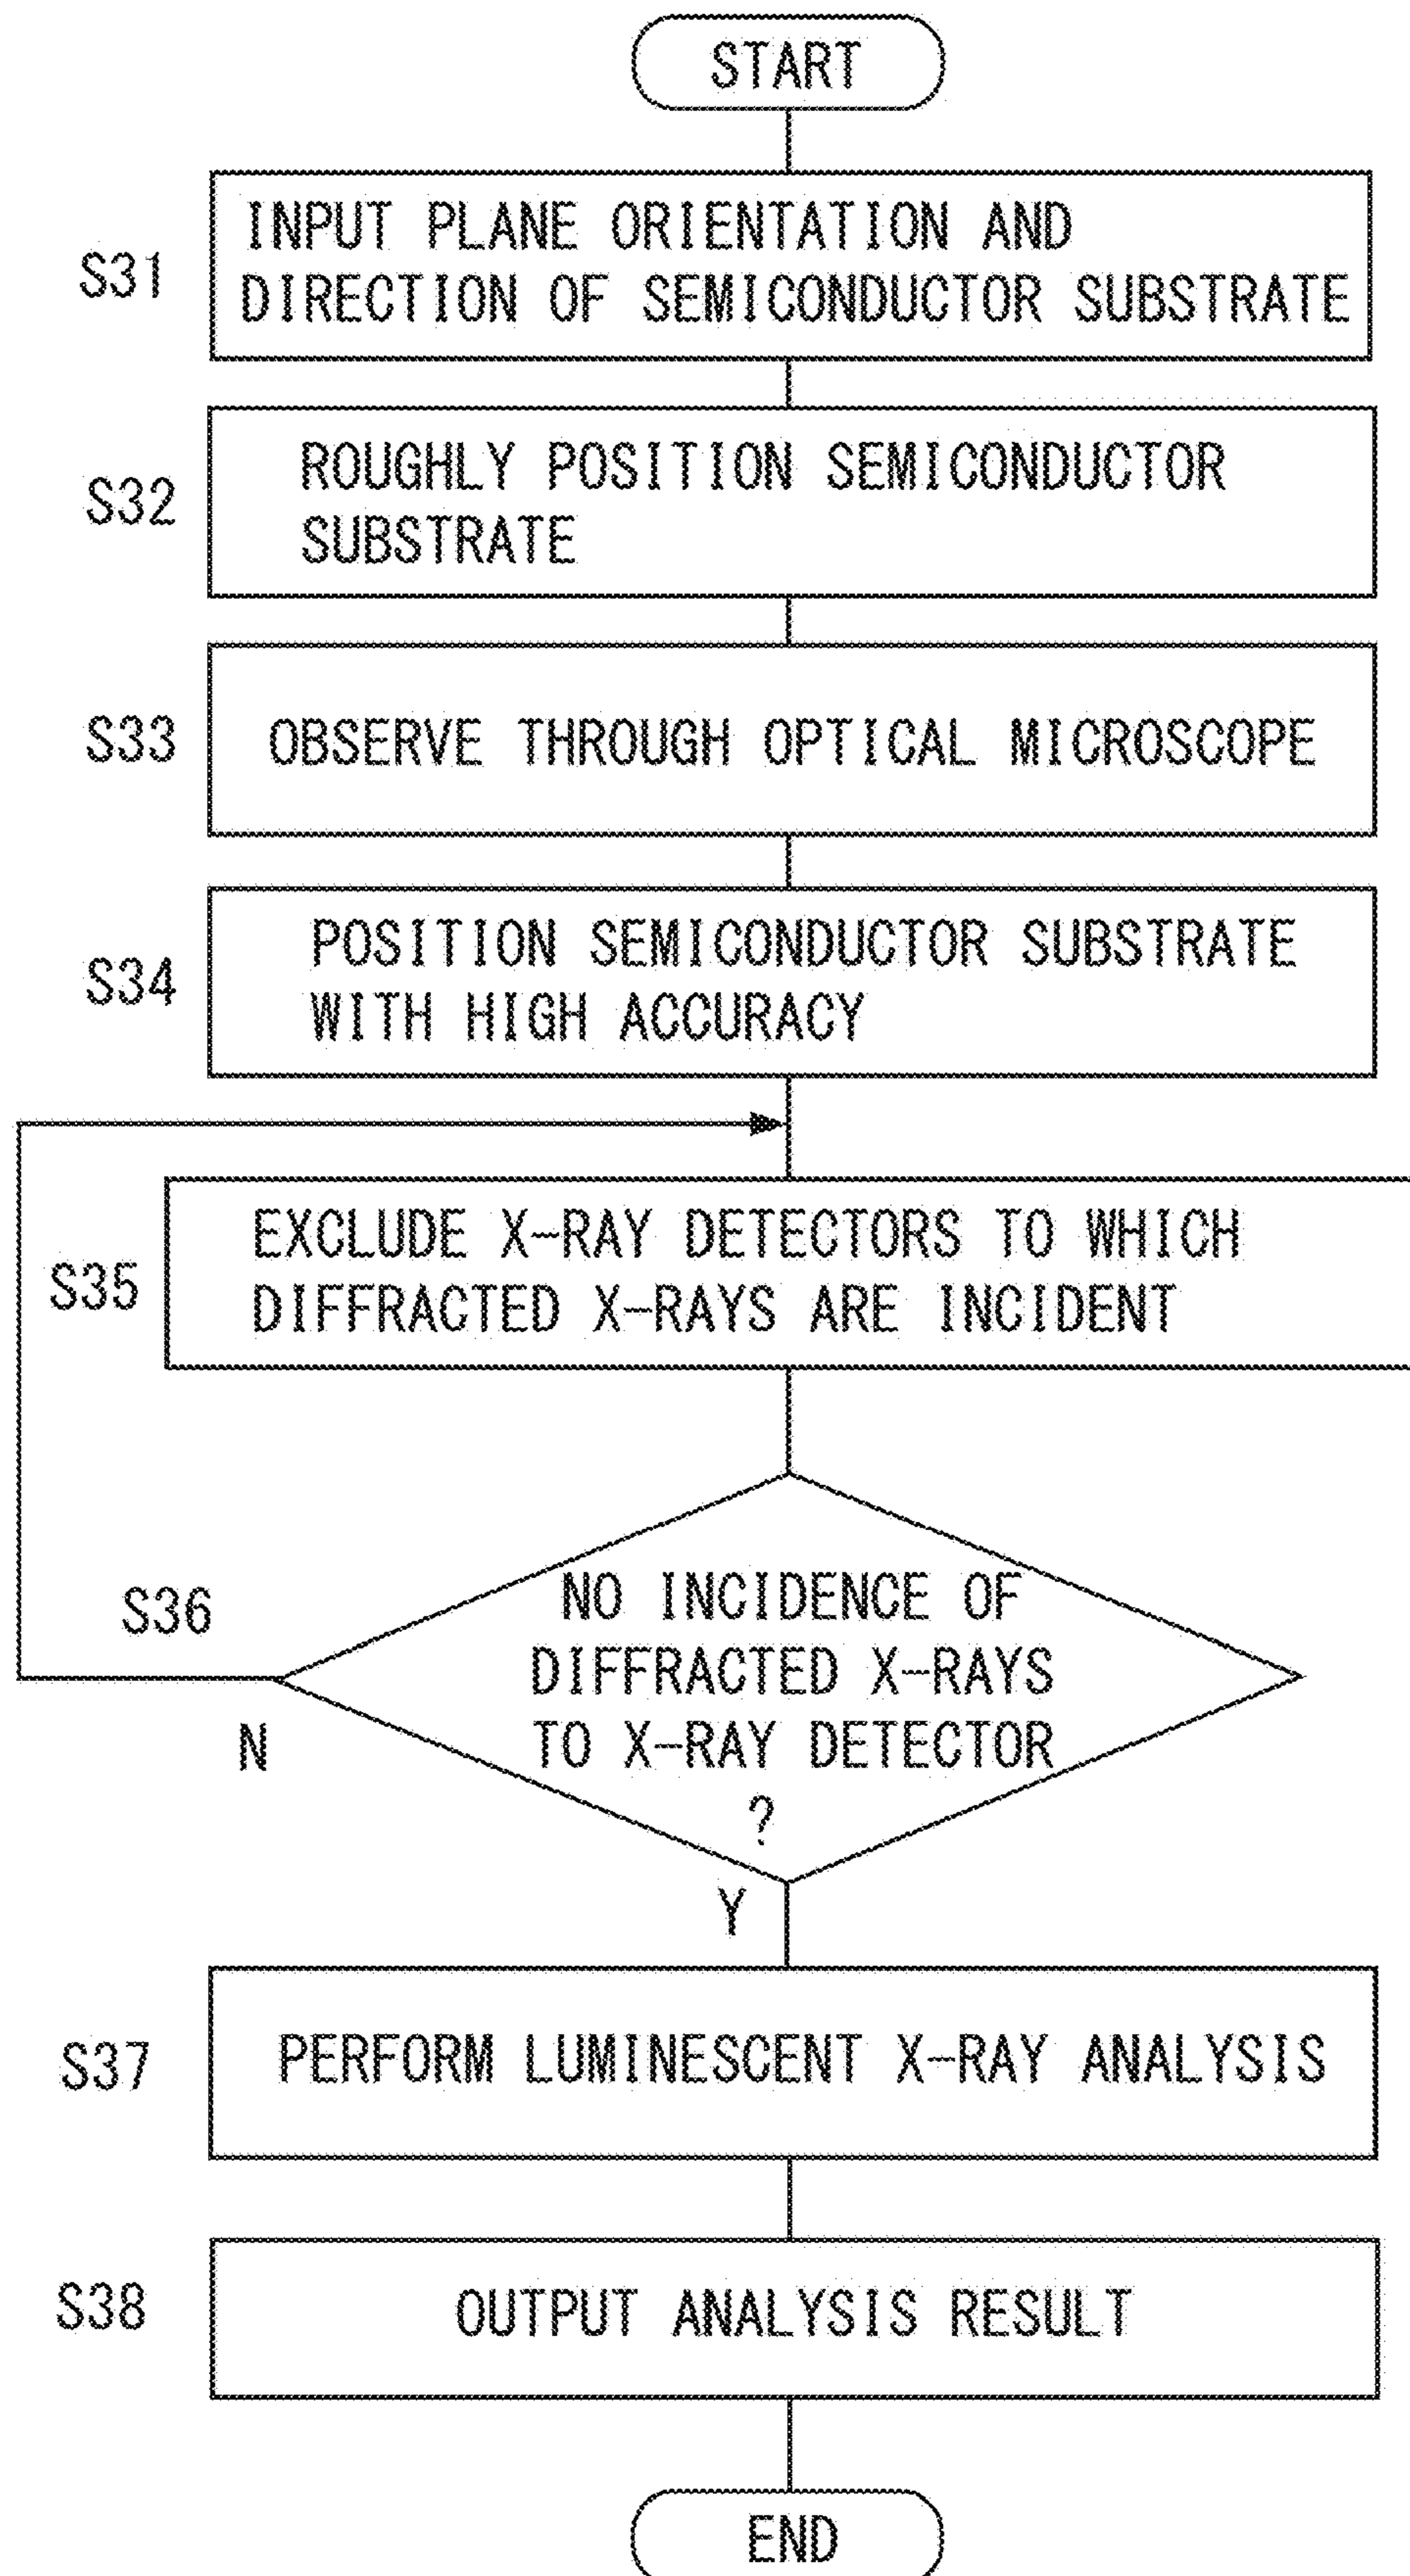 START
S31
INPUT PLANE ORIENTATION AND
DIRECTION OF SEMICONDUCTOR SUBSTRATE
S32
ROUGHLY POSITION SEMICONDUCTOR
SUBSTRATE
S33
OBSERVE THROUGH OPTICAL MICROSCOPE
S34
POSITION SEMICONDUCTOR SUBSTRATE
WITH HIGH ACCURACY
S35
EXCLUDE X-RAY DETECTORS TO WHICH
DIFFRACTED X-RAYS ARE INCIDENT
S36
NO INCIDENCE OF
DIFFRACTED X-RAYS
TO X-RAY DETECTOR
?
N
Y
S37
PERFORM LUMINESCENT X-RAY ANALYSIS
S38
OUTPUT ANALYSIS RESULT
END